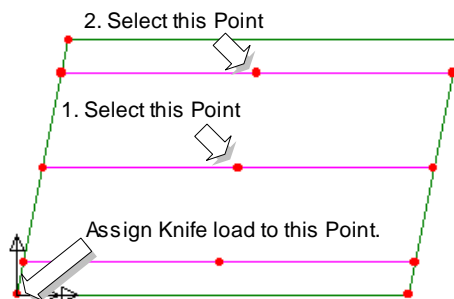 2. Select this Point
1. Select this Point
Assign Knife load to this Point.